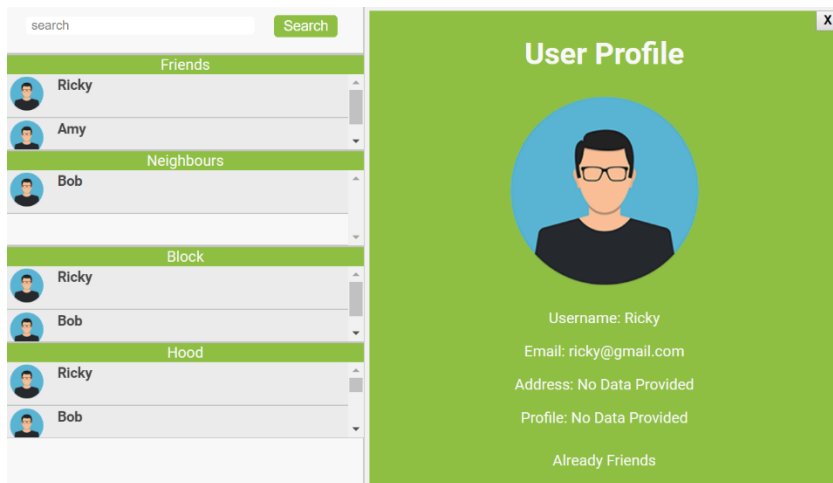 search
Search
Friends
Ricky
Amy
Neighbours
Bob
Block
Ricky
Bob
Hood
Ricky
Bob
X
User Profile
Username: Ricky
Email: ricky@gmail.com
Address: No Data Provided
Profile: No Data Provided
Already Friends